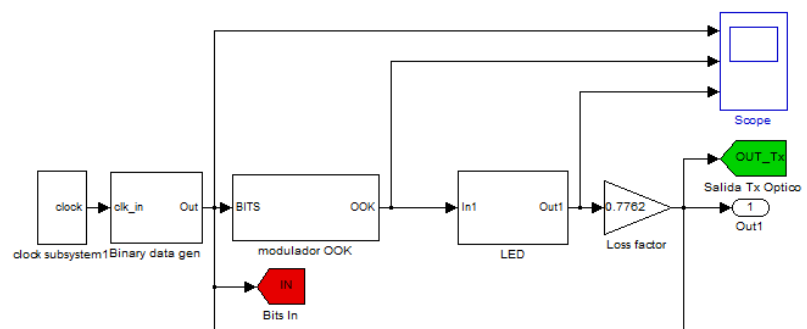 Scope
OUT_Tx
Salida Tx Optico
clock
clk_in
Out
BITS
OOK
In1
Out1
0.7762
1
clock subsystem1
Binary data gen
modulador OOK
LED
Loss factor
Out1
IN
Bits In